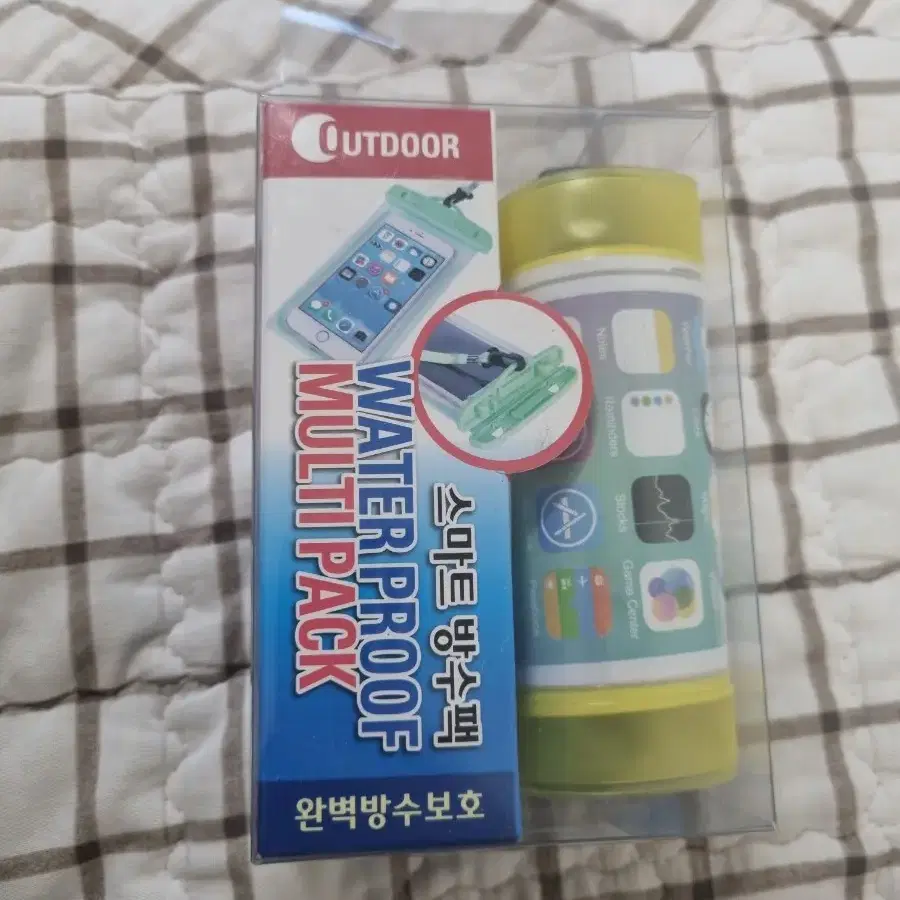 OUTDOOR
WATER PROOF
MULTI PACK
스마트 방수팩
완벽방수보호
Notes
Reminders
Stocks
Game Center